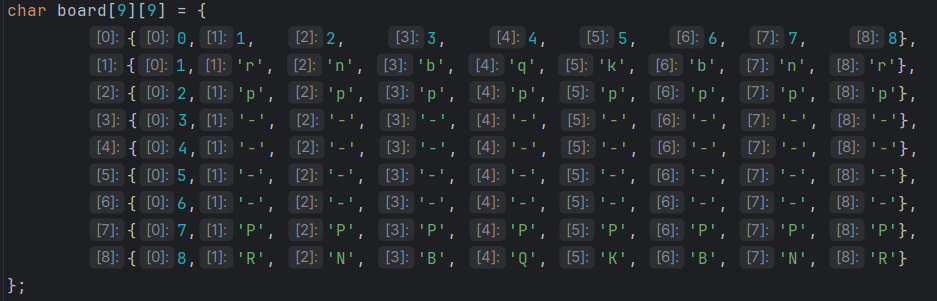 char board[9][9] = {
[0]: { [0]: 0, [1]: 1, [2]: 2, [3]: 3, [4]: 4, [5]: 5, [6]: 6, [7]: 7, [8]: 8},
[1]: { [0]: 1, [1]: 'r', [2]: 'n', [3]: 'b', [4]: 'q', [5]: 'k', [6]: 'b', [7]: 'n', [8]: 'r'},
[2]: { [0]: 2, [1]: 'p', [2]: 'p', [3]: 'p', [4]: 'p', [5]: 'p', [6]: 'p', [7]: 'p', [8]: 'p'},
[3]: { [0]: 3, [1]: '-', [2]: '-', [3]: '-', [4]: '-', [5]: '-', [6]: '-', [7]: '-', [8]: '-'},
[4]: { [0]: 4, [1]: '-', [2]: '-', [3]: '-', [4]: '-', [5]: '-', [6]: '-', [7]: '-', [8]: '-'},
[5]: { [0]: 5, [1]: '-', [2]: '-', [3]: '-', [4]: '-', [5]: '-', [6]: '-', [7]: '-', [8]: '-'},
[6]: { [0]: 6, [1]: '-', [2]: '-', [3]: '-', [4]: '-', [5]: '-', [6]: '-', [7]: '-', [8]: '-'},
[7]: { [0]: 7, [1]: 'P', [2]: 'P', [3]: 'P', [4]: 'P', [5]: 'P', [6]: 'P', [7]: 'P', [8]: 'P'},
[8]: { [0]: 8, [1]: 'R', [2]: 'N', [3]: 'B', [4]: 'Q', [5]: 'K', [6]: 'B', [7]: 'N', [8]: 'R'}
};